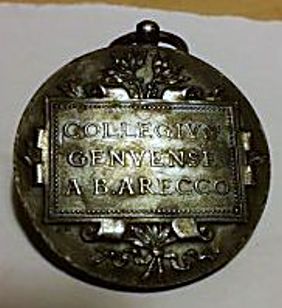 COLLEGIVM
GENVENSE
A B. ARECCO